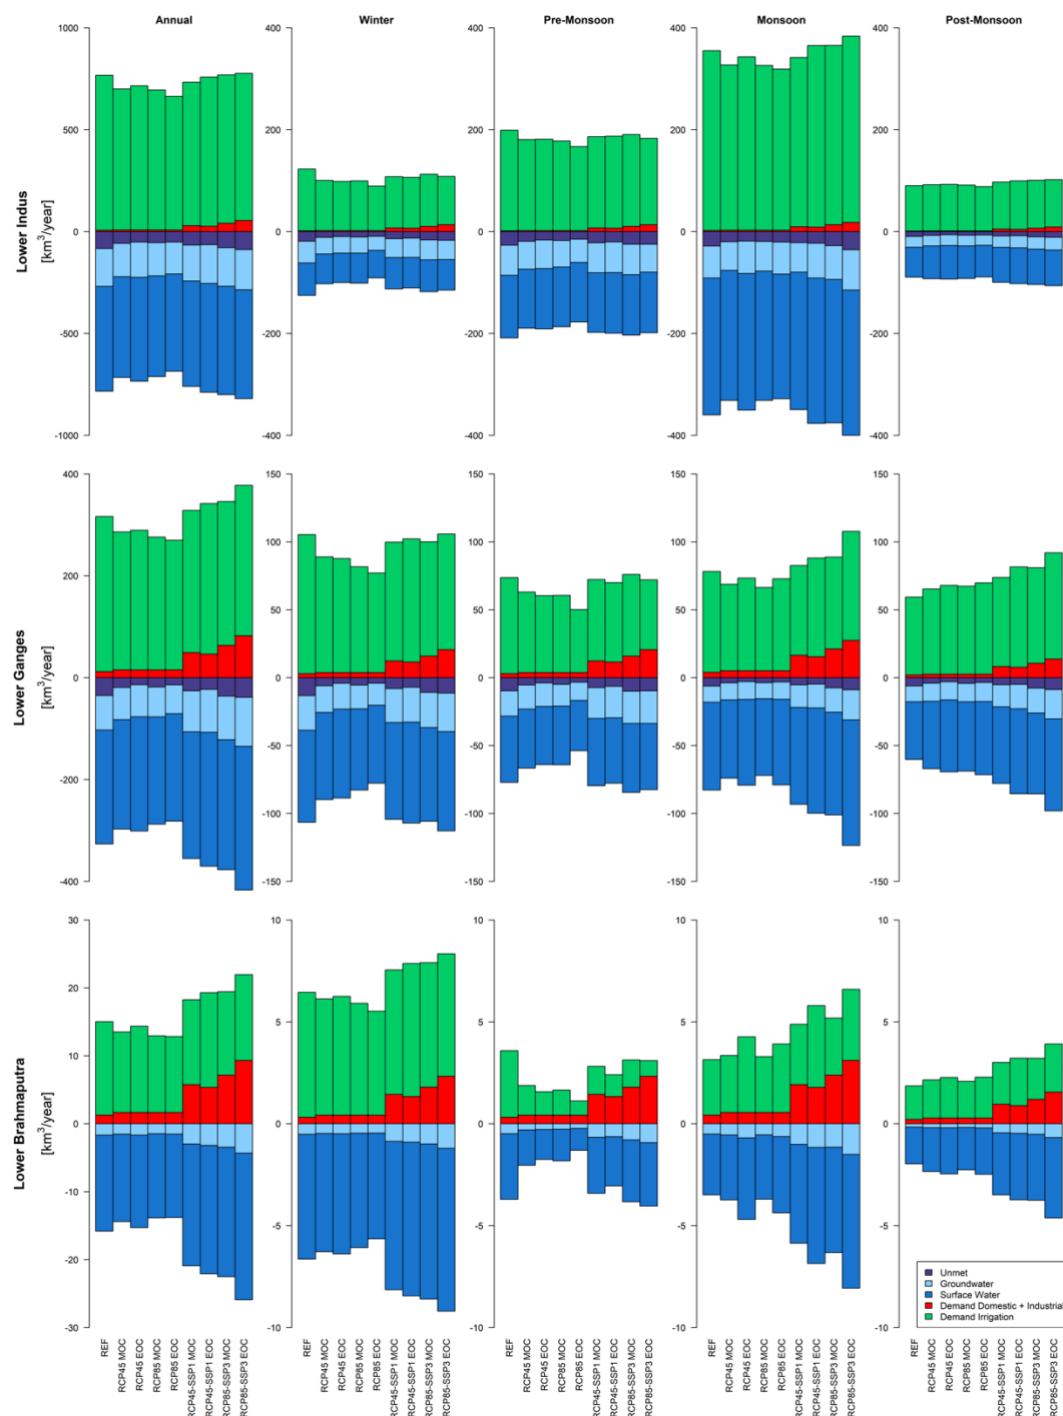 Annual Winter Pre-Monsoon Monsoon Post-Monsoon
Lower Indus
[km³/year]
1000 400 400 400 400
500 200 200 200 200
0 0 0 0 0
-500 -200 -200 -200 -200
-1000 -400 -400 -400 -400
Lower Ganges
[km³/year]
400 150 150 150 150
100 100 100 100
200
50 50 50 50
0 0 0 0 0
-50 -50 -50 -50
-200
-100 -100 -100 -100
-400 -150 -150 -150 -150
Lower Brahmaputra
[km³/year]
30 10 10 10 10
20
5 5 5 5
10
0 0 0 0 0
-10
-5 -5 -5 -5
-20
-30 -10 -10 -10 -10
Unmet
Groundwater
Surface Water
Demand Domestic + Industrial
Demand Irrigation
REF
RCP45 MOC
RCP45 EOC
RCP85 MOC
RCP85 EOC
RCP45-SSP1 MOC
RCP45-SSP1 EOC
RCP85-SSP3 MOC
RCP85-SSP3 EOC
REF
RCP45 MOC
RCP45 EOC
RCP85 MOC
RCP85 EOC
RCP45-SSP1 MOC
RCP45-SSP1 EOC
RCP85-SSP3 MOC
RCP85-SSP3 EOC
REF
RCP45 MOC
RCP45 EOC
RCP85 MOC
RCP85 EOC
RCP45-SSP1 MOC
RCP45-SSP1 EOC
RCP85-SSP3 MOC
RCP85-SSP3 EOC
REF
RCP45 MOC
RCP45 EOC
RCP85 MOC
RCP85 EOC
RCP45-SSP1 MOC
RCP45-SSP1 EOC
RCP85-SSP3 MOC
RCP85-SSP3 EOC
REF
RCP45 MOC
RCP45 EOC
RCP85 MOC
RCP85 EOC
RCP45-SSP1 MOC
RCP45-SSP1 EOC
RCP85-SSP3 MOC
RCP85-SSP3 EOC